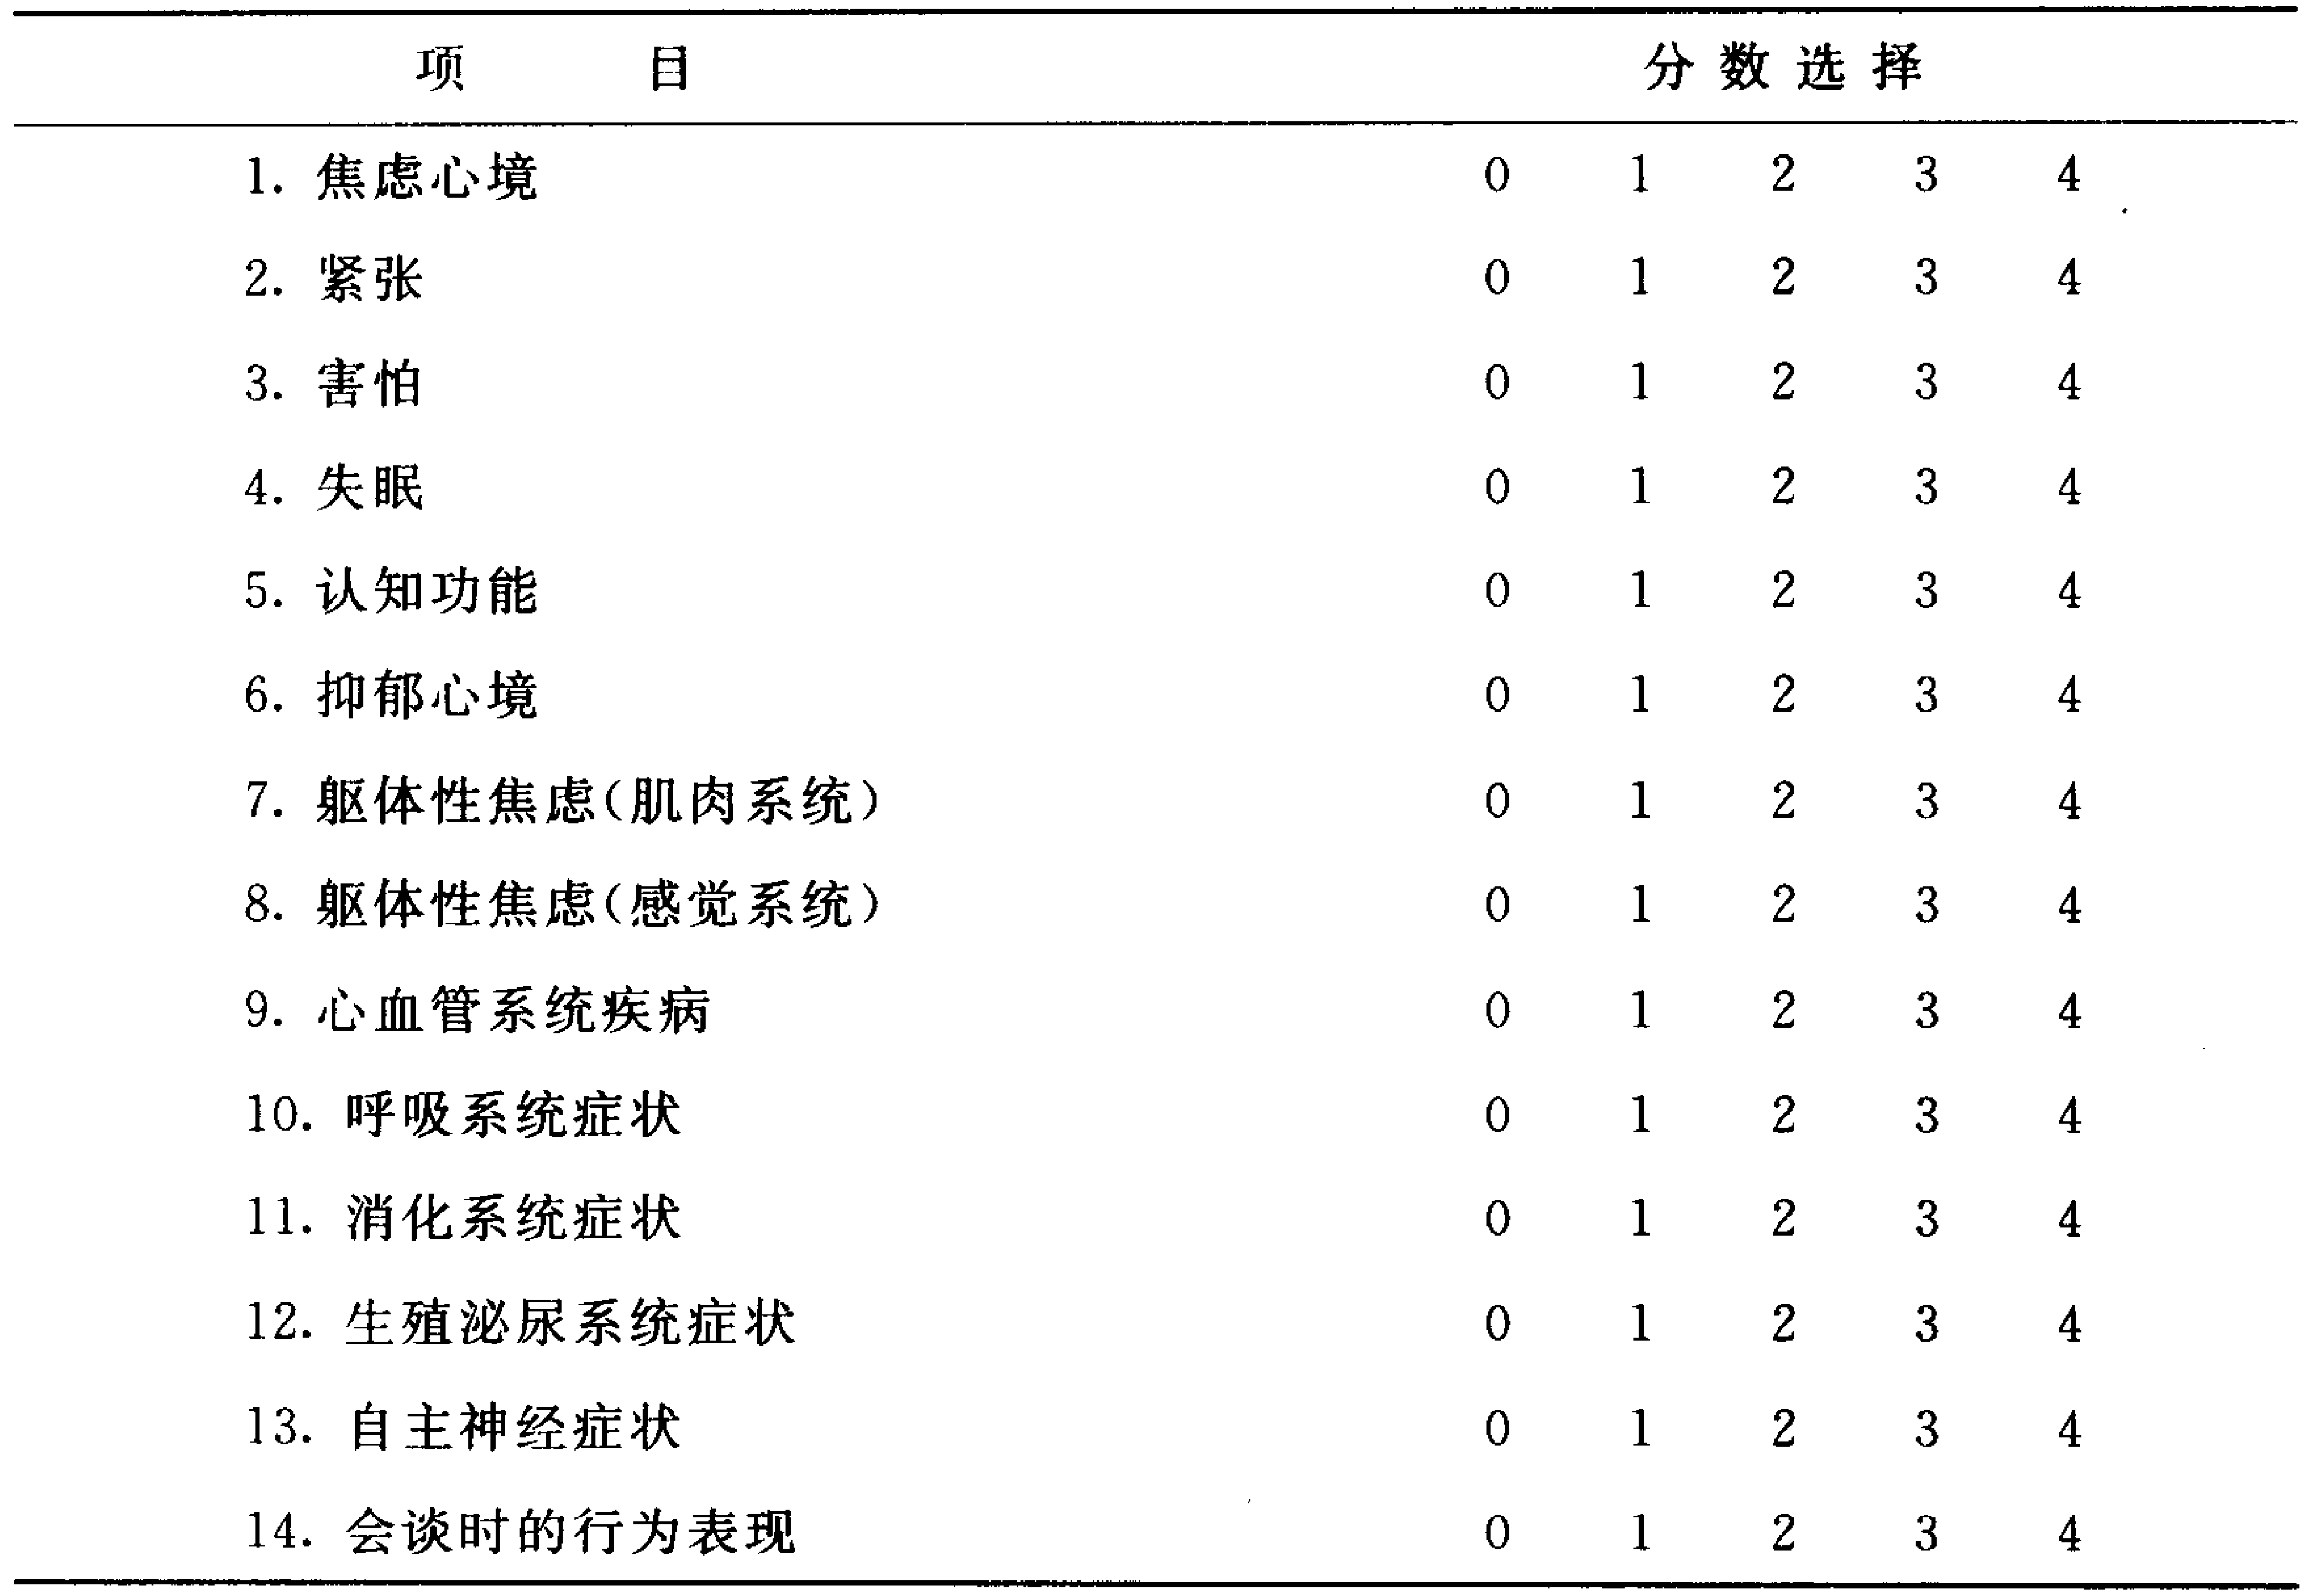 项 目 分数选择
1. 焦虑心境 0 1 2 3 4
2. 紧张 0 1 2 3 4
3. 害怕 0 1 2 3 4
4. 失眠 0 1 2 3 4
5. 认知功能 0 1 2 3 4
6. 抑郁心境 0 1 2 3 4
7. 躯体性焦虑(肌肉系统) 0 1 2 3 4
8. 躯体性焦虑(感觉系统) 0 1 2 3 4
9. 心血管系统疾病 0 1 2 3 4
10. 呼吸系统症状 0 1 2 3 4
11. 消化系统症状 0 1 2 3 4
12. 生殖泌尿系统症状 0 1 2 3 4
13. 自主神经症状 0 1 2 3 4
14. 会谈时的行为表现 0 1 2 3 4